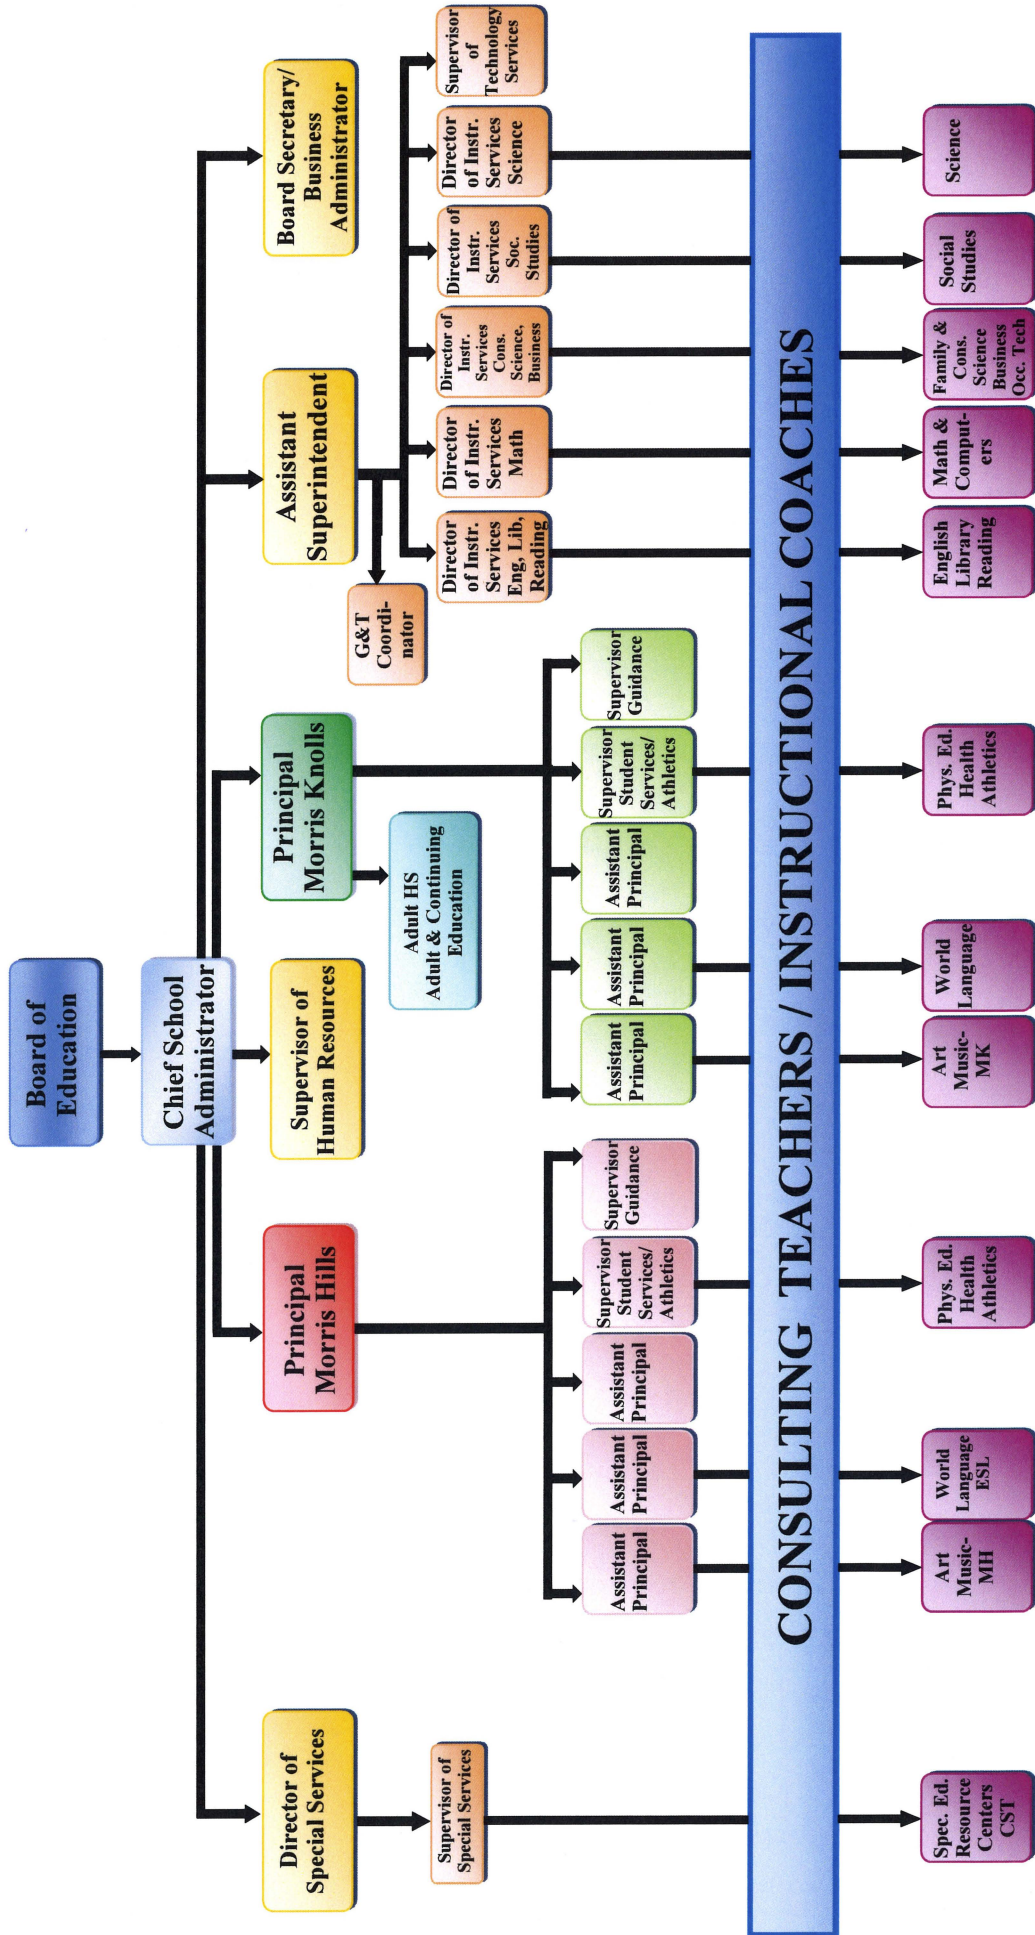 Board of
Education
Chief School
Administrator
Director of
Special Services
Principal
Morris Hills
Supervisor of
Human Resources
Principal
Morris Knolls
Assistant
Superintendent
Board Secretary/
Business
Administrator
Supervisor of
Special Services
Adult HS
Adult & Continuing
Education
G&T
Coordi-
nator
Director
of Instr.
Services
Eng, Lib,
Reading
Director
of Instr.
Services
Math
Director of
Instr.
Services
Cons.
Science,
Business
Director of
Instr.
Services
Soc.
Studies
Director
of Instr.
Services
Science
Supervisor
of
Technology
Services
Assistant
Principal
Assistant
Principal
Assistant
Principal
Supervisor
Student
Services/
Athletics
Supervisor
Guidance
Assistant
Principal
Assistant
Principal
Assistant
Principal
Supervisor
Student
Services/
Athletics
Supervisor
Guidance
CONSULTING TEACHERS / INSTRUCTIONAL COACHES
Spec. Ed.
Resource
Centers
CST
Art
Music-
MH
World
Language
ESL
Phys. Ed.
Health
Athletics
Art
Music-
MK
World
Language
Phys. Ed.
Health
Athletics
English
Library
Reading
Math &
Comput-
ers
Family &
Cons.
Science
Business
Occ. Tech
Social
Studies
Science